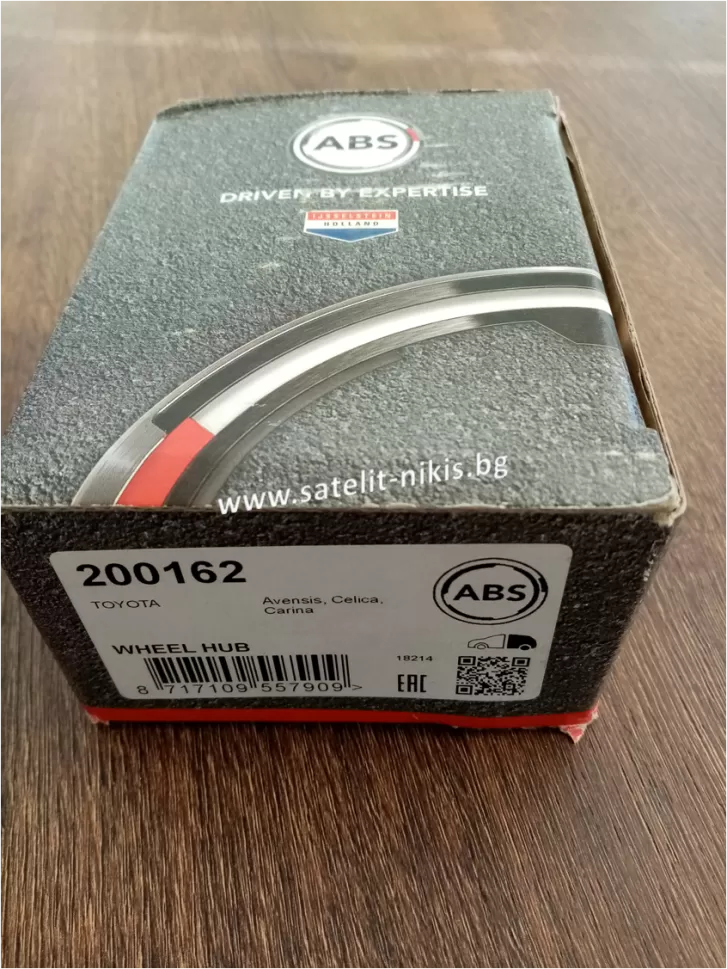 ABS
DRIVEN BY EXPERTISE
IJSSELSTEIN
HOLLAND
www.satelit-nikis.bg
200162
TOYOTA
Avensis, Celica,
Carina
ABS
WHEEL HUB
18214
8 717109 557909 >
EAC